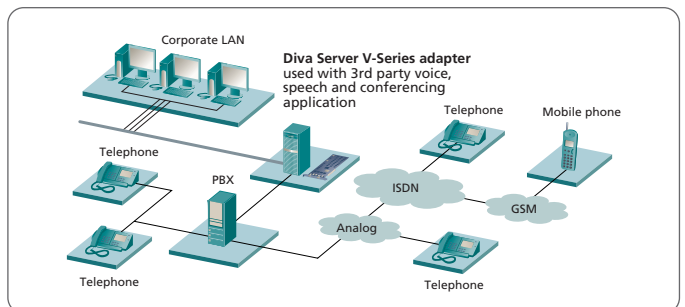 Corporate LAN
Diva Server V-Series adapter
used with 3rd party voice,
speech and conferencing
application
Telephone
Mobile phone
Telephone
PBX
ISDN
GSM
Analog
Telephone
Telephone